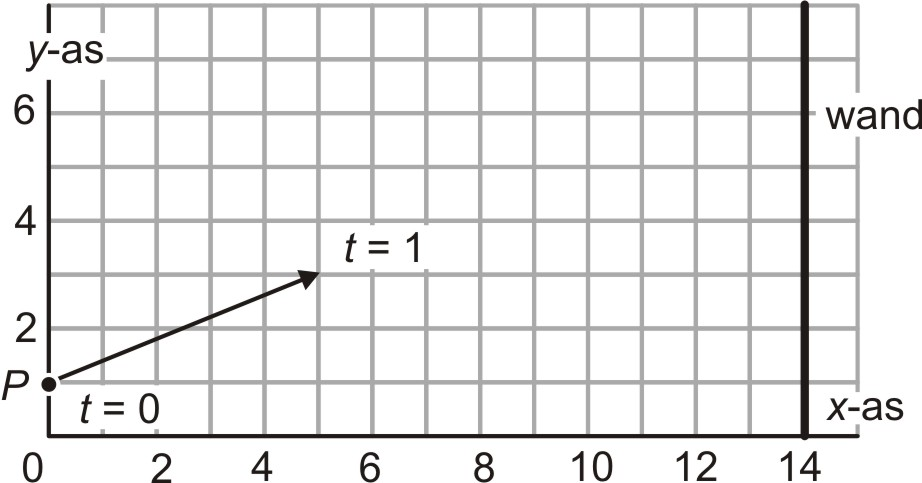 y-as
6
wand
4
t = 1
2
P
t = 0
x-as
0 2 4 6 8 10 12 14